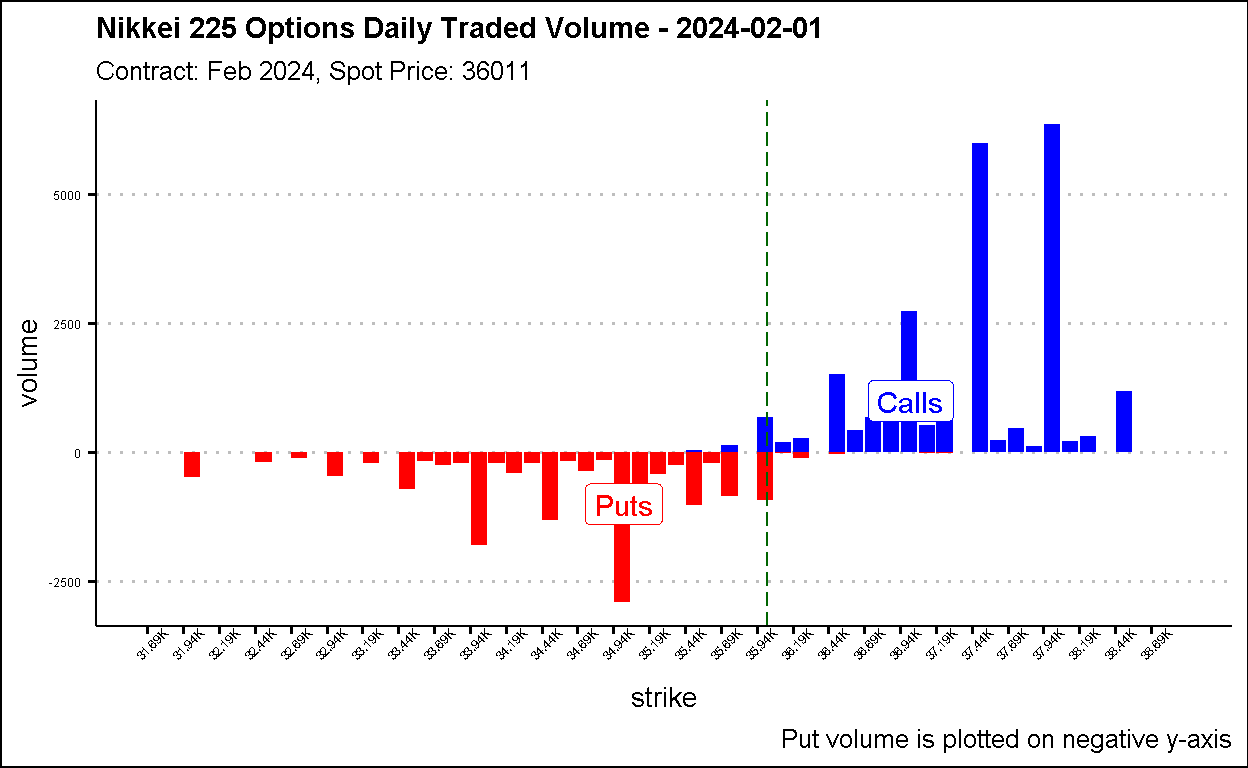 Nikkei 225 Options Daily Traded Volume - 2024-02-01
Contract: Feb 2024, Spot Price: 36011
volume
5000
2500
0
-2500
Calls
Puts
31.69K 31.94K 32.19K 32.44K 32.69K 32.94K 33.19K 33.44K 33.69K 33.94K 34.19K 34.44K 34.69K 34.94K 35.19K 35.44K 35.69K 35.94K 36.19K 36.44K 36.69K 36.94K 37.19K 37.44K 37.69K 37.94K 38.19K 38.44K 38.69K
strike
Put volume is plotted on negative y-axis